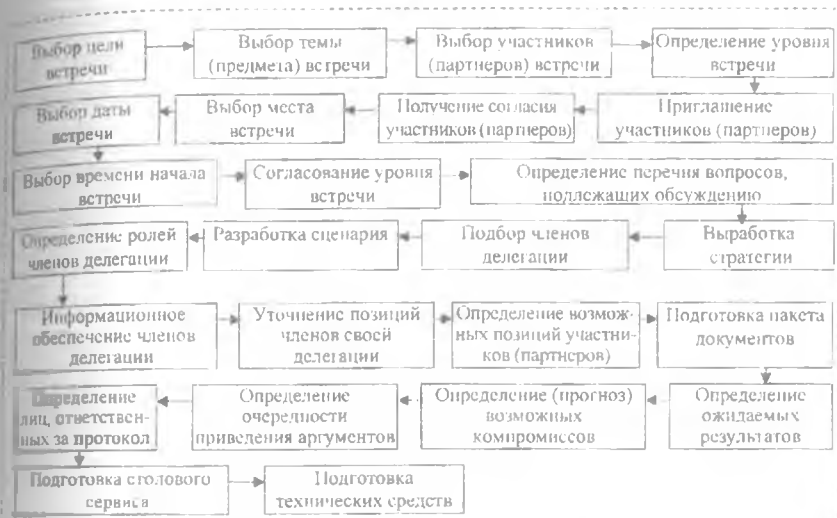 Выбор цели
встречи
Выбор темы
(предмета) встречи
Выбор участников
(партнеров) встречи
Определение уровня
встречи
Приглашение
участников (партнеров)
Получение согласия
участников (партнеров)
Выбор места
встречи
Выбор даты
встречи
Выбор времени начала
встречи
Согласование уровня
встречи
Определение перечня вопросов,
подлежащих обсуждению
Выработка
стратегии
Подбор членов
делегации
Разработка сценария
Определение ролей
членов делегации
Информационное
обеспечение членов
делегации
Уточнение позиций
членов своей
делегации
Определение возмож-
ных позиций участни-
ков (партнеров)
Подготовка пакета
документов
Определение
ожидаемых
результатов
Определение (прогноз)
возможных
компромиссов
Определение
очередности
приведения аргументов
Определение
лиц, ответствен-
ных за протокол
Подготовка столового
сервиса
Подготовка
технических средств